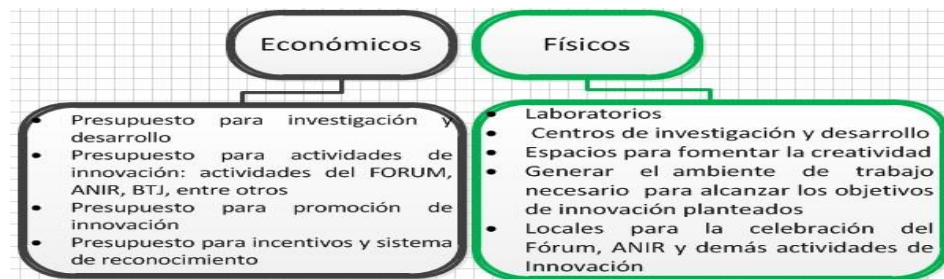 Económicos
• Presupuesto para investigación y
desarrollo
• Presupuesto para actividades de
innovación: actividades del FORUM,
ANIR, BTJ, entre otros
• Presupuesto para promoción de
innovación
• Presupuesto para incentivos y sistema
de reconocimiento
Físicos
• Laboratorios
• Centros de investigación y desarrollo
• Espacios para fomentar la creatividad
• Generar el ambiente de trabajo
necesario para alcanzar los objetivos
de innovación planteados
• Locales para la celebración del
Fórum, ANIR y demás actividades de
Innovación